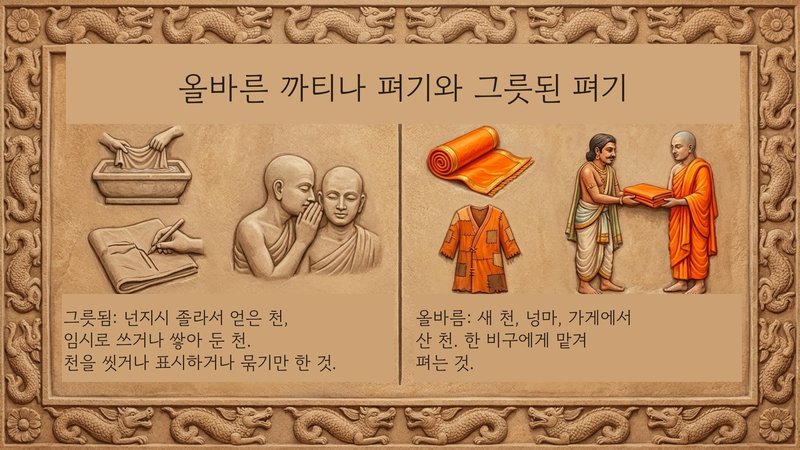 올바른 까티나 펴기와 그릇된 펴기
그릇됨: 넌지시 졸라서 얻은 천,
임시로 쓰거나 쌓아 둔 천.
천을 씻거나 표시하거나 묶기만 한 것.
올바름: 새 천, 넝마, 가게에서
산 천. 한 비구에게 맡겨
펴는 것.